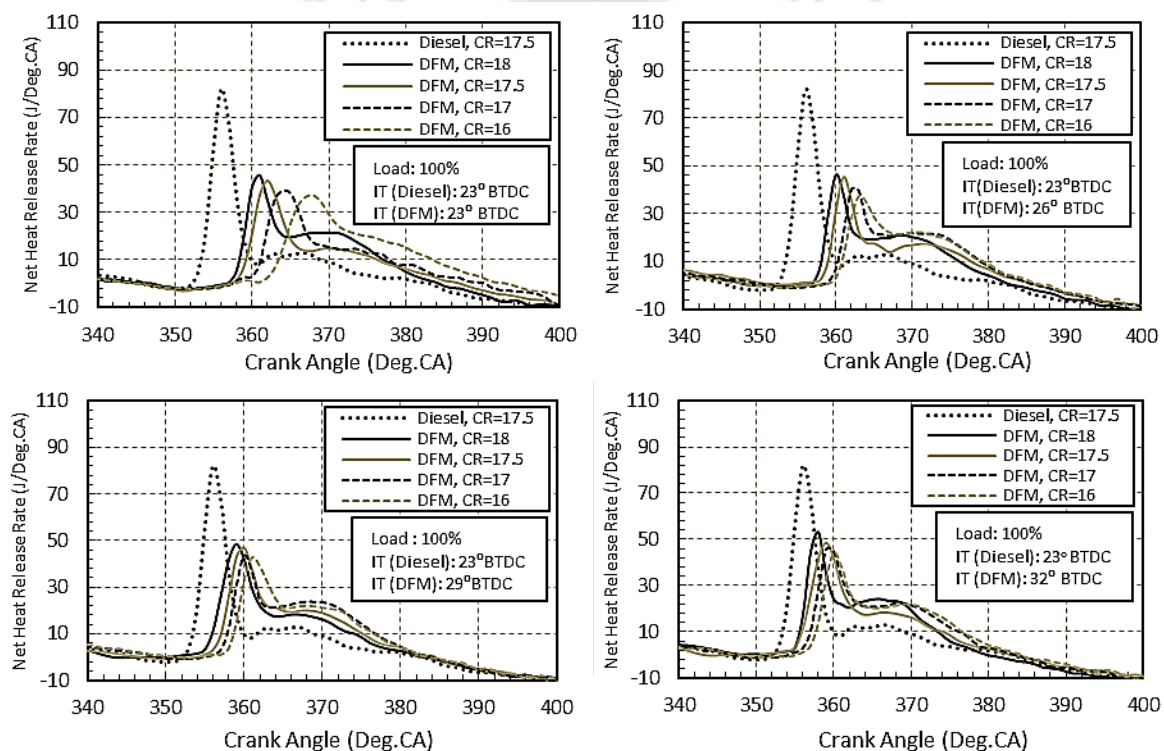 110
90
70
50
30
10
-10
Net Heat Release Rate (J/Deg.CA)
Diesel, CR=17.5
DFM, CR=18
DFM, CR=17.5
DFM, CR=17
DFM, CR=16
Load: 100%
IT (Diesel): 23° BTDC
IT (DFM): 23° BTDC
340 350 360 370 380 390 400
Crank Angle (Deg.CA)
110
90
70
50
30
10
-10
Net Heat Release Rate (J/Deg.CA)
Diesel, CR=17.5
DFM, CR=18
DFM, CR=17.5
DFM, CR=17
DFM, CR=16
Load: 100%
IT(Diesel): 23°BTDC
IT(DFM): 26° BTDC
340 350 360 370 380 390 400
Crank Angle (Deg.CA)
110
90
70
50
30
10
-10
Net Heat Release Rate (J/Deg.CA)
Diesel, CR=17.5
DFM, CR=18
DFM, CR=17.5
DFM, CR=17
DFM, CR=16
Load : 100%
IT (Diesel): 23°BTDC
IT (DFM): 29°BTDC
340 350 360 370 380 390 400
Crank Angle (Deg.CA)
110
90
70
50
30
10
-10
Net Heat Release Rate (J/Deg.CA)
Diesel, CR=17.5
DFM, CR=18
DFM, CR=17.5
DFM, CR=17
DFM, CR=16
Load: 100%
IT (Diesel): 23° BTDC
IT (DFM): 32° BTDC
340 350 360 370 380 390 400
Crank Angle (Deg.CA)